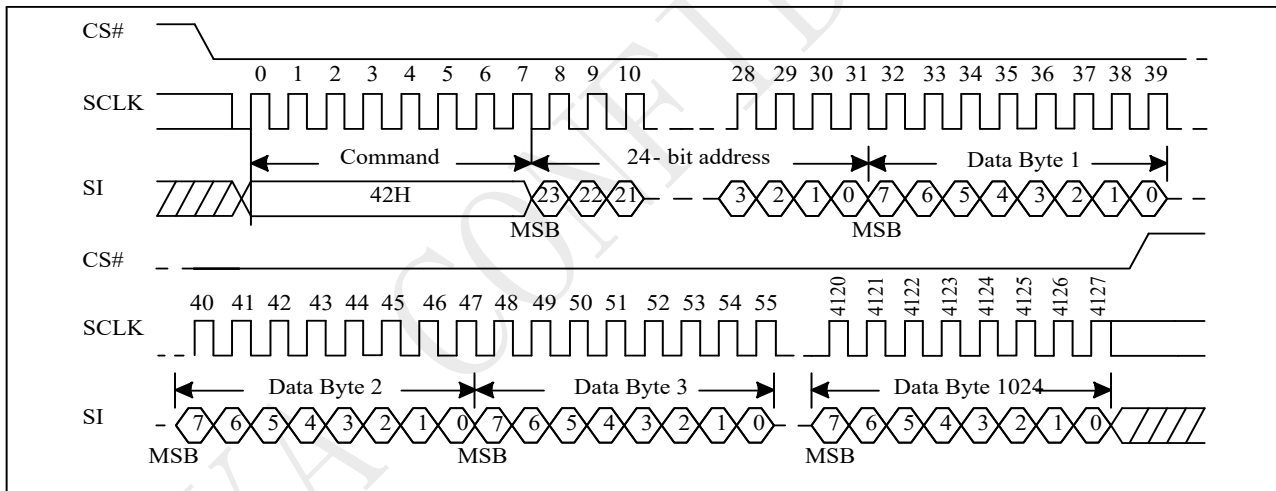 CS#
0 1 2 3 4 5 6 7 8 9 10 28 29 30 31 32 33 34 35 36 37 38 39
SCLK
Command 24- bit address Data Byte 1
SI 42H 23 22 21 3 2 1 0 7 6 5 4 3 2 1 0
MSB MSB
CS#
40 41 42 43 44 45 46 47 48 49 50 51 52 53 54 55 4120 4121 4122 4123 4124 4125 4126 4127
SCLK
Data Byte 2 Data Byte 3 Data Byte 1024
SI 7 6 5 4 3 2 1 0 7 6 5 4 3 2 1 0 7 6 5 4 3 2 1 0
MSB MSB MSB